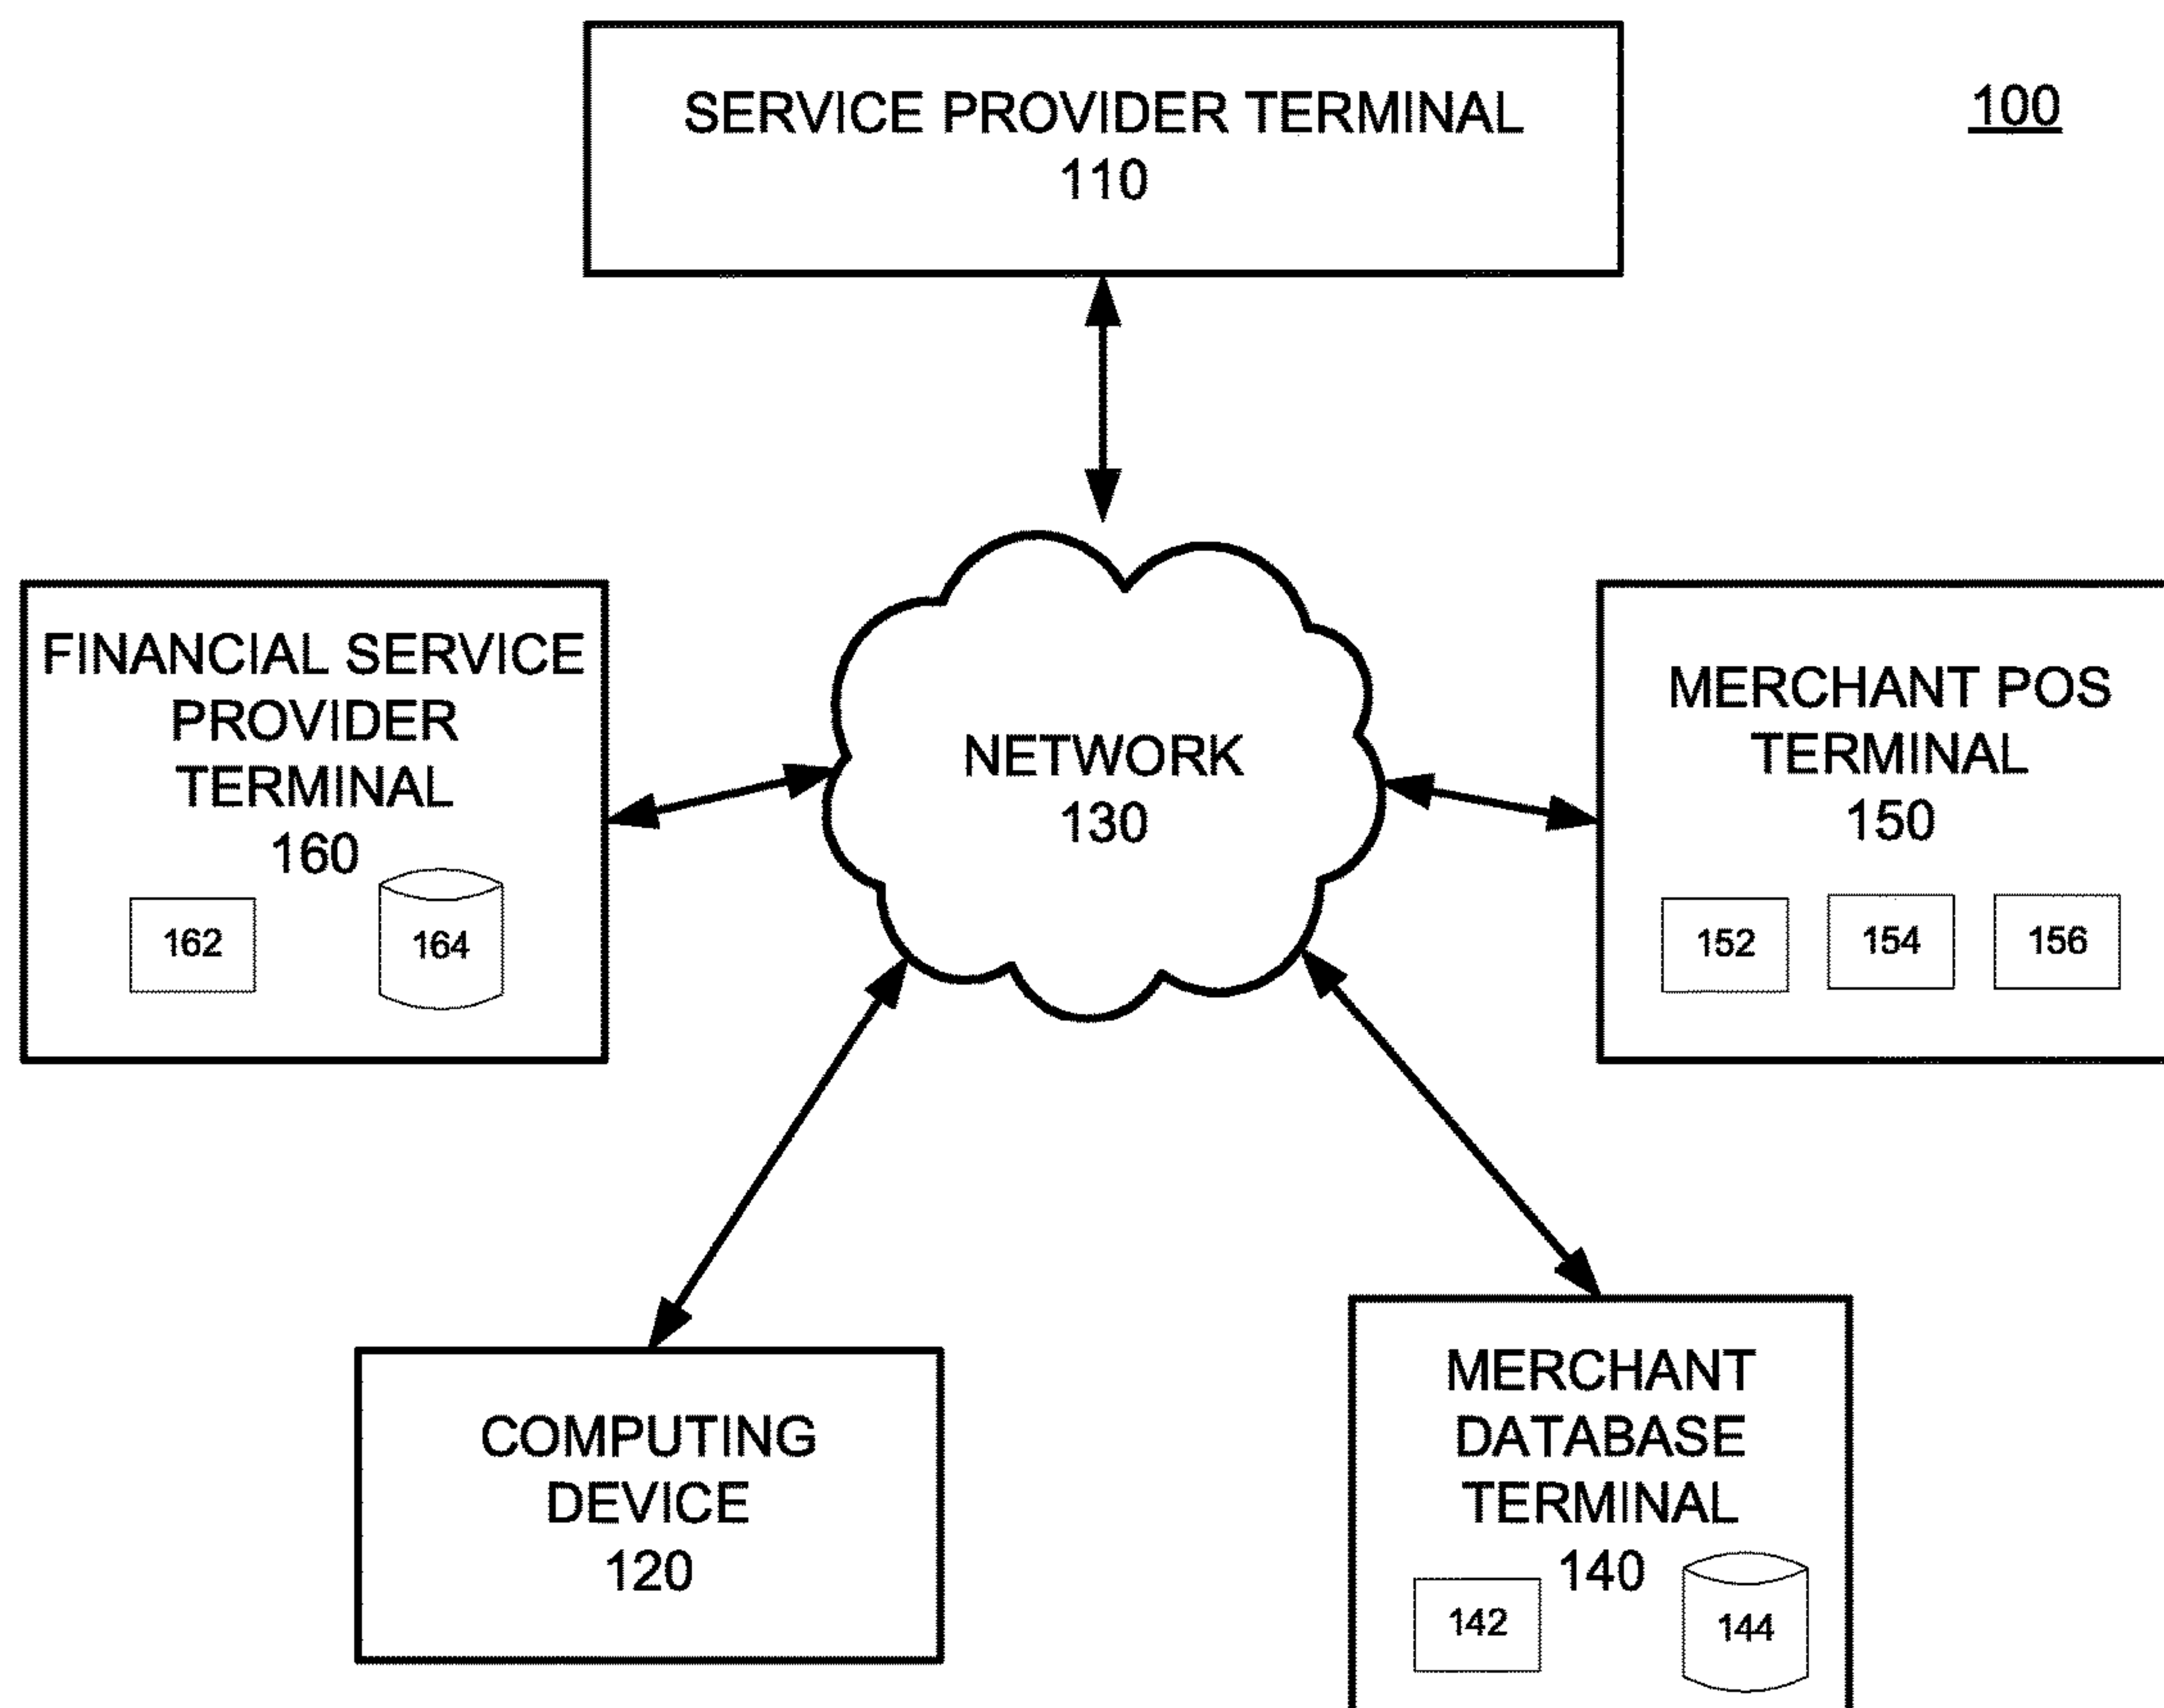 SERVICE PROVIDER TERMINAL
110
100
FINANCIAL SERVICE
PROVIDER
TERMINAL
160
162
164
NETWORK
130
MERCHANT POS
TERMINAL
150
152
154
156
COMPUTING
DEVICE
120
MERCHANT
DATABASE
TERMINAL
140
142
144